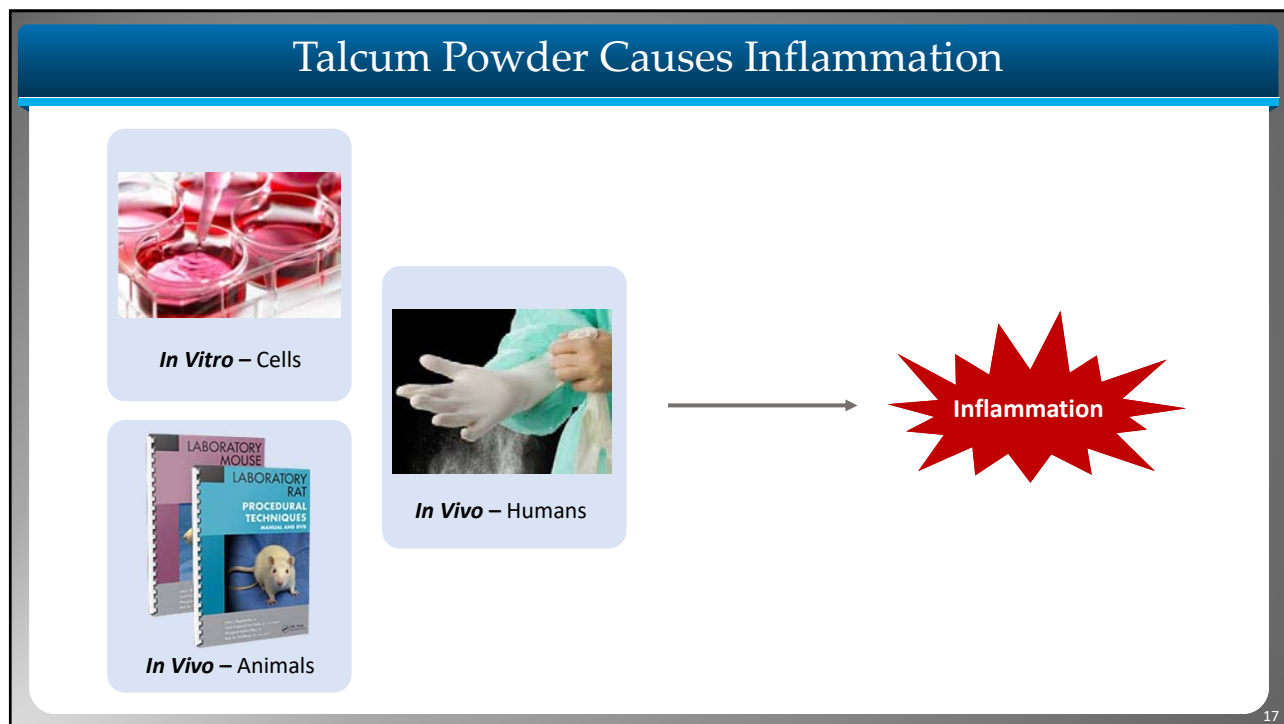 Talcum Powder Causes Inflammation
In Vitro – Cells
LABORATORY
MOUSE
LABORATORY
RAT
PROCEDURAL
TECHNIQUES
MANUAL AND DVD
In Vivo – Animals
In Vivo – Humans
Inflammation
17